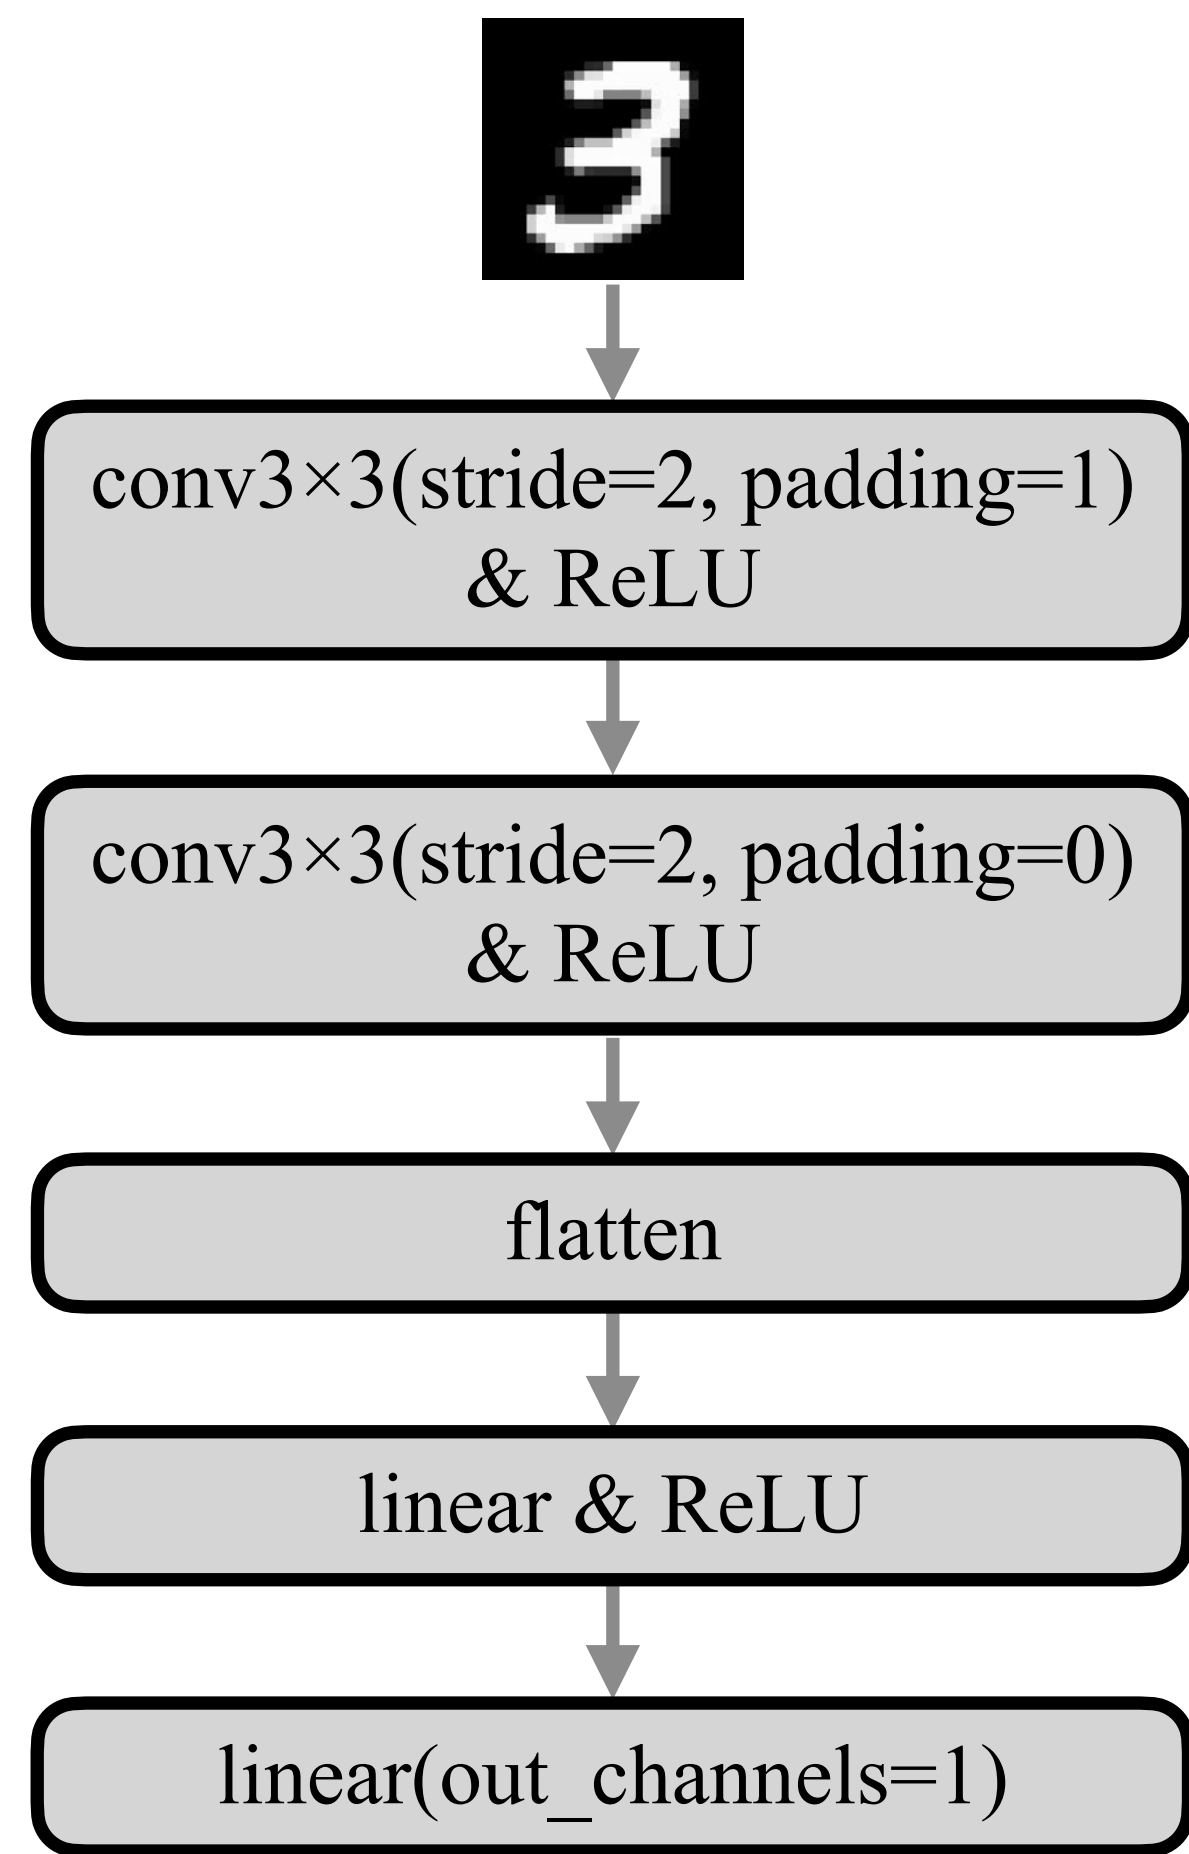 3
conv3×3(stride=2, padding=1)
& ReLU
conv3×3(stride=2, padding=0)
& ReLU
flatten
linear & ReLU
linear(out_channels=1)